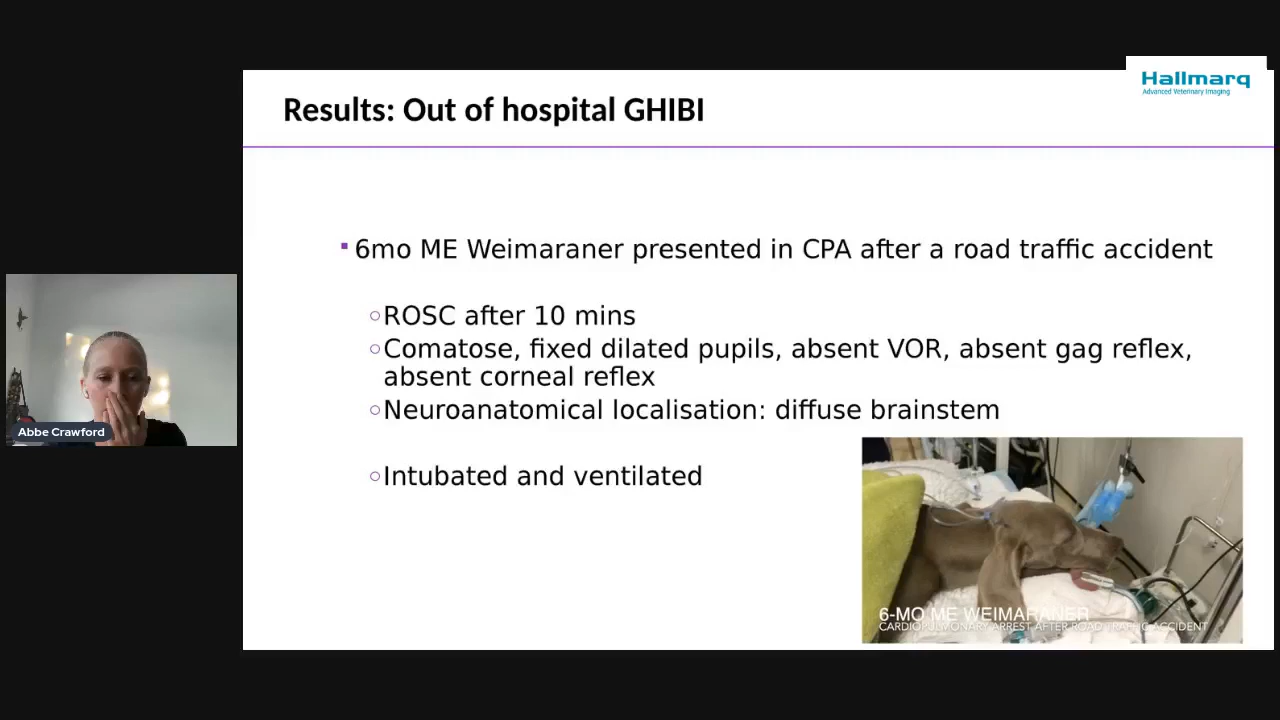 Hallmarq
Advanced Veterinary Imaging
Results: Out of hospital GHIBI
6mo ME Weimaraner presented in CPA after a road traffic accident
ROSC after 10 mins
Comatose, fixed dilated pupils, absent VOR, absent gag reflex,
absent corneal reflex
Neuroanatomical localisation: diffuse brainstem
Intubated and ventilated
Abbe Crawford
6-MO ME WEIMARANER
CARDIOPULMONARY ARREST AFTER ROAD TRAFFIC ACCIDENT